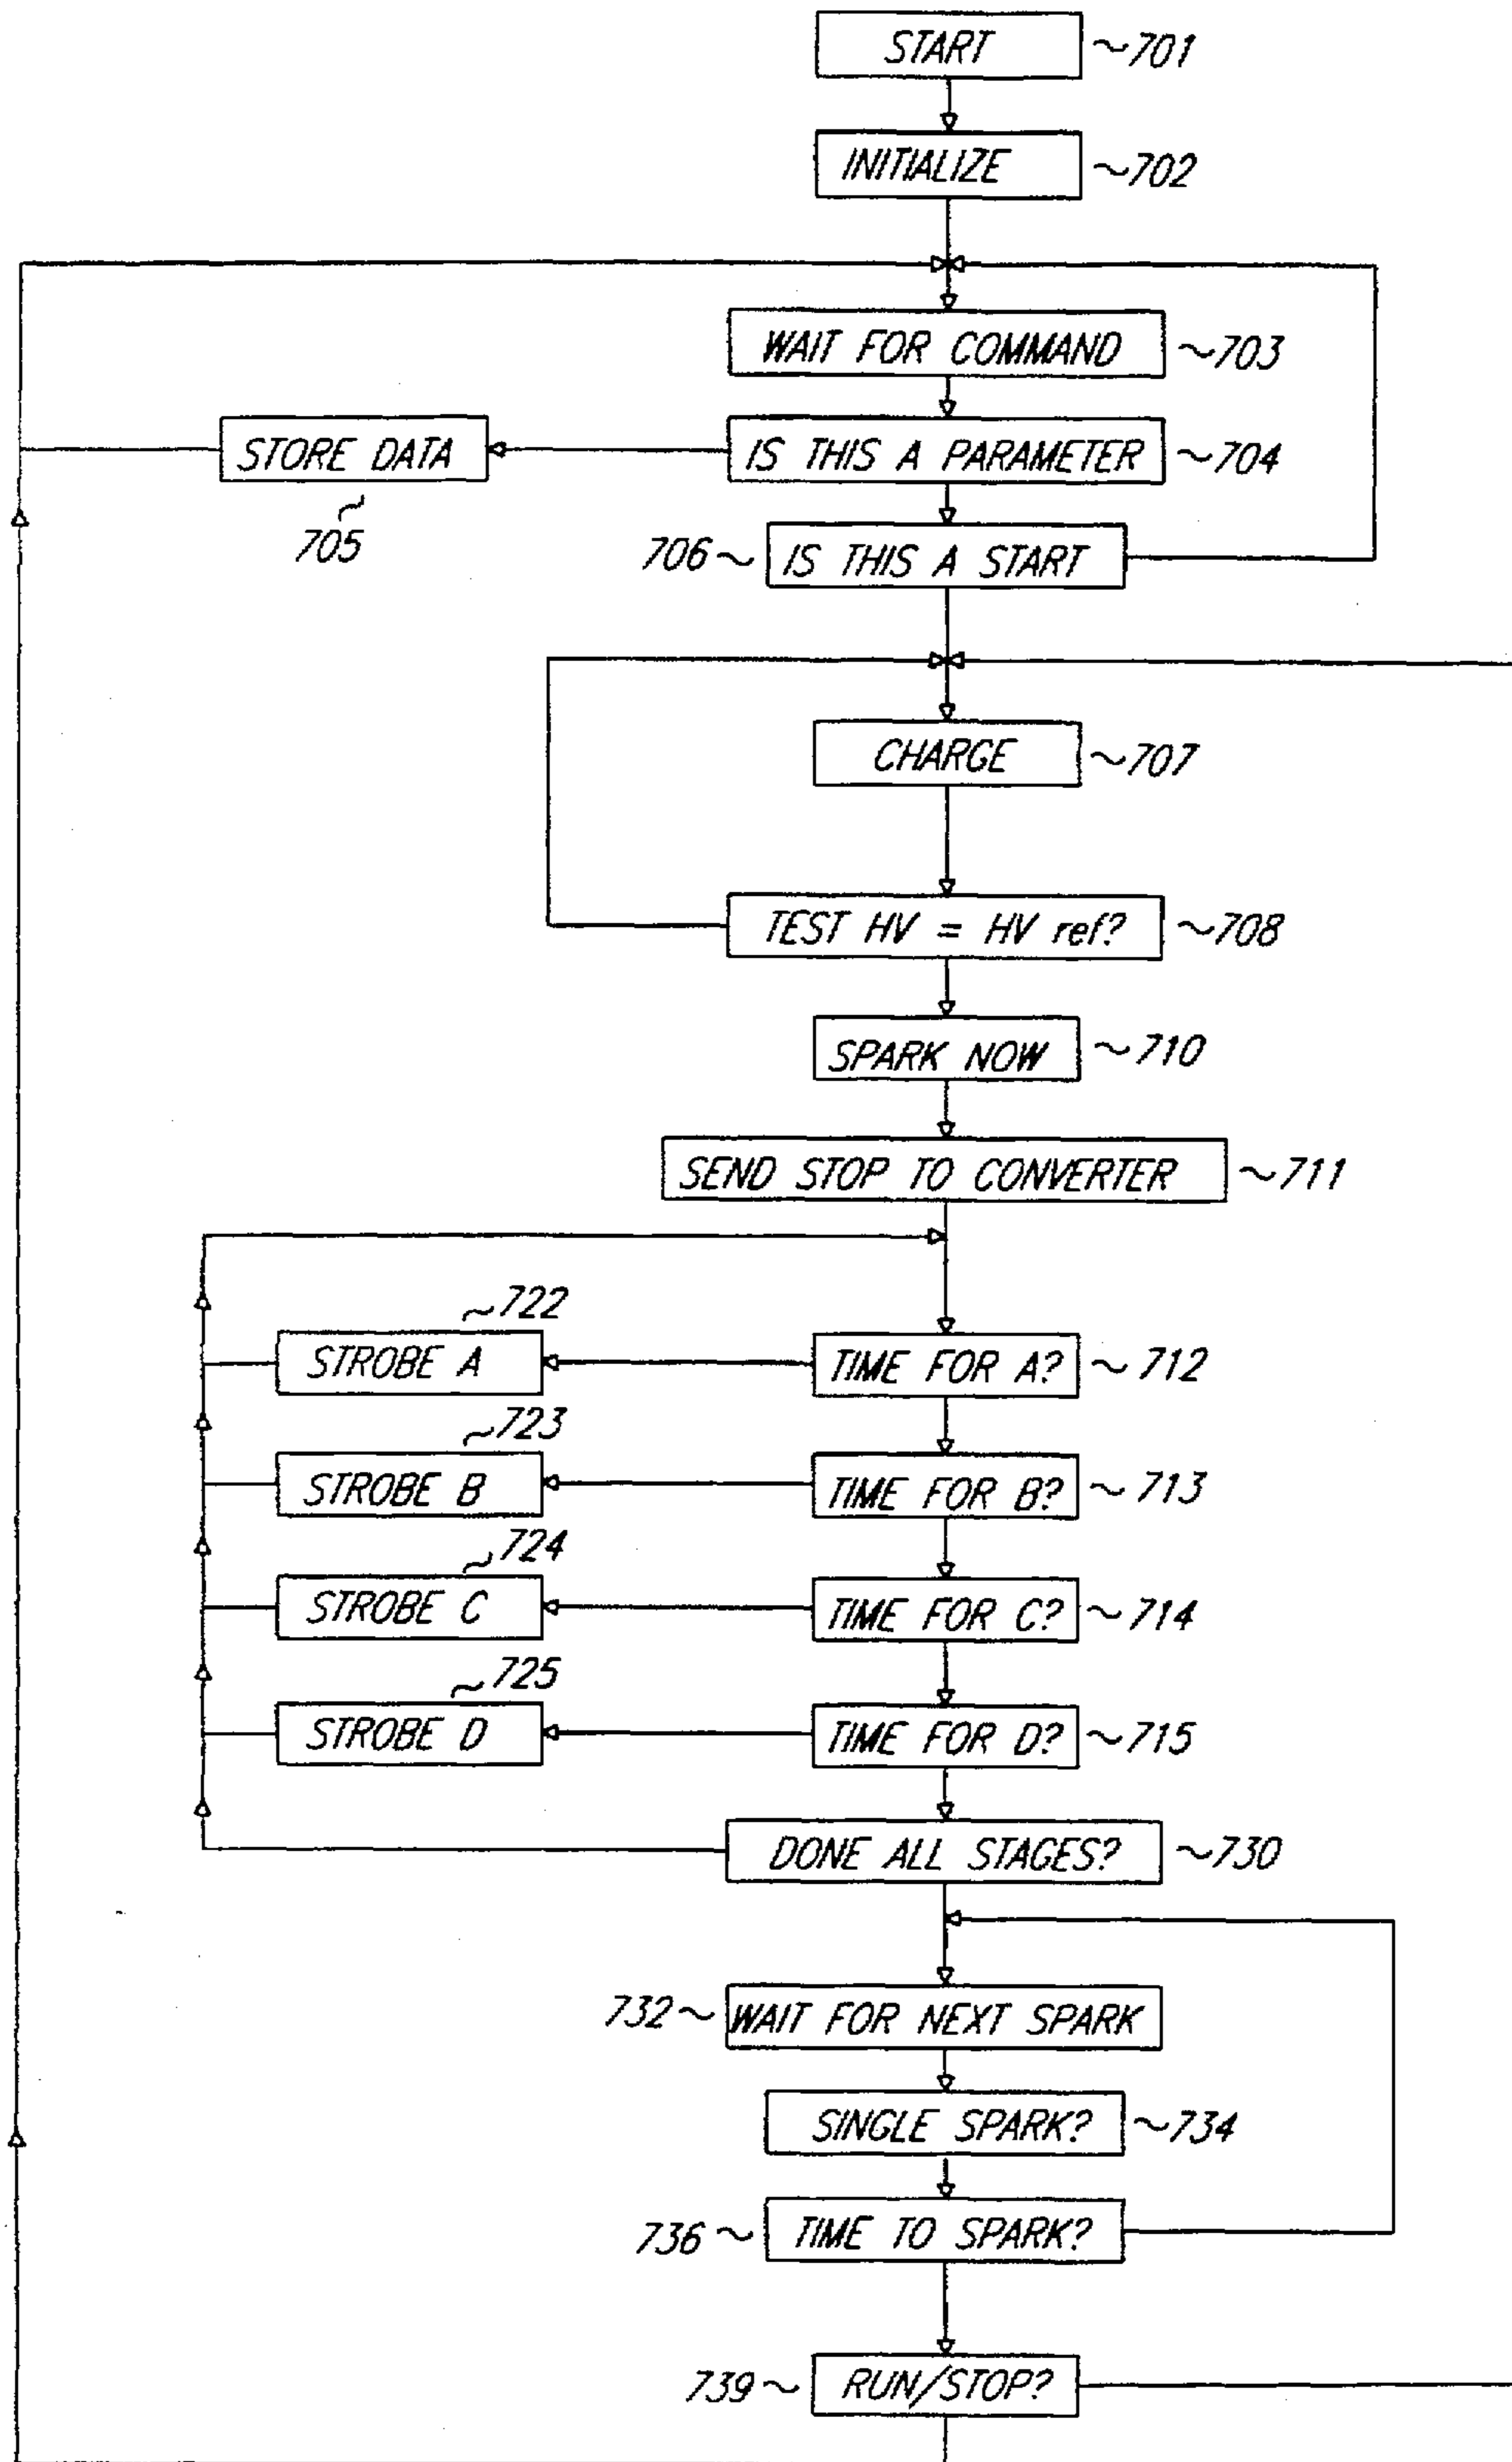 START ~701
INITIALIZE ~702
WAIT FOR COMMAND ~703
STORE DATA
IS THIS A PARAMETER ~704
705
706~ IS THIS A START
CHARGE ~707
TEST HV = HV ref? ~708
SPARK NOW ~710
SEND STOP TO CONVERTER ~711
~722
STROBE A
TIME FOR A? ~712
~723
STROBE B
TIME FOR B? ~713
~724
STROBE C
TIME FOR C? ~714
~725
STROBE D
TIME FOR D? ~715
DONE ALL STAGES? ~730
732~ WAIT FOR NEXT SPARK
SINGLE SPARK? ~734
736~ TIME TO SPARK?
739~ RUN/STOP?